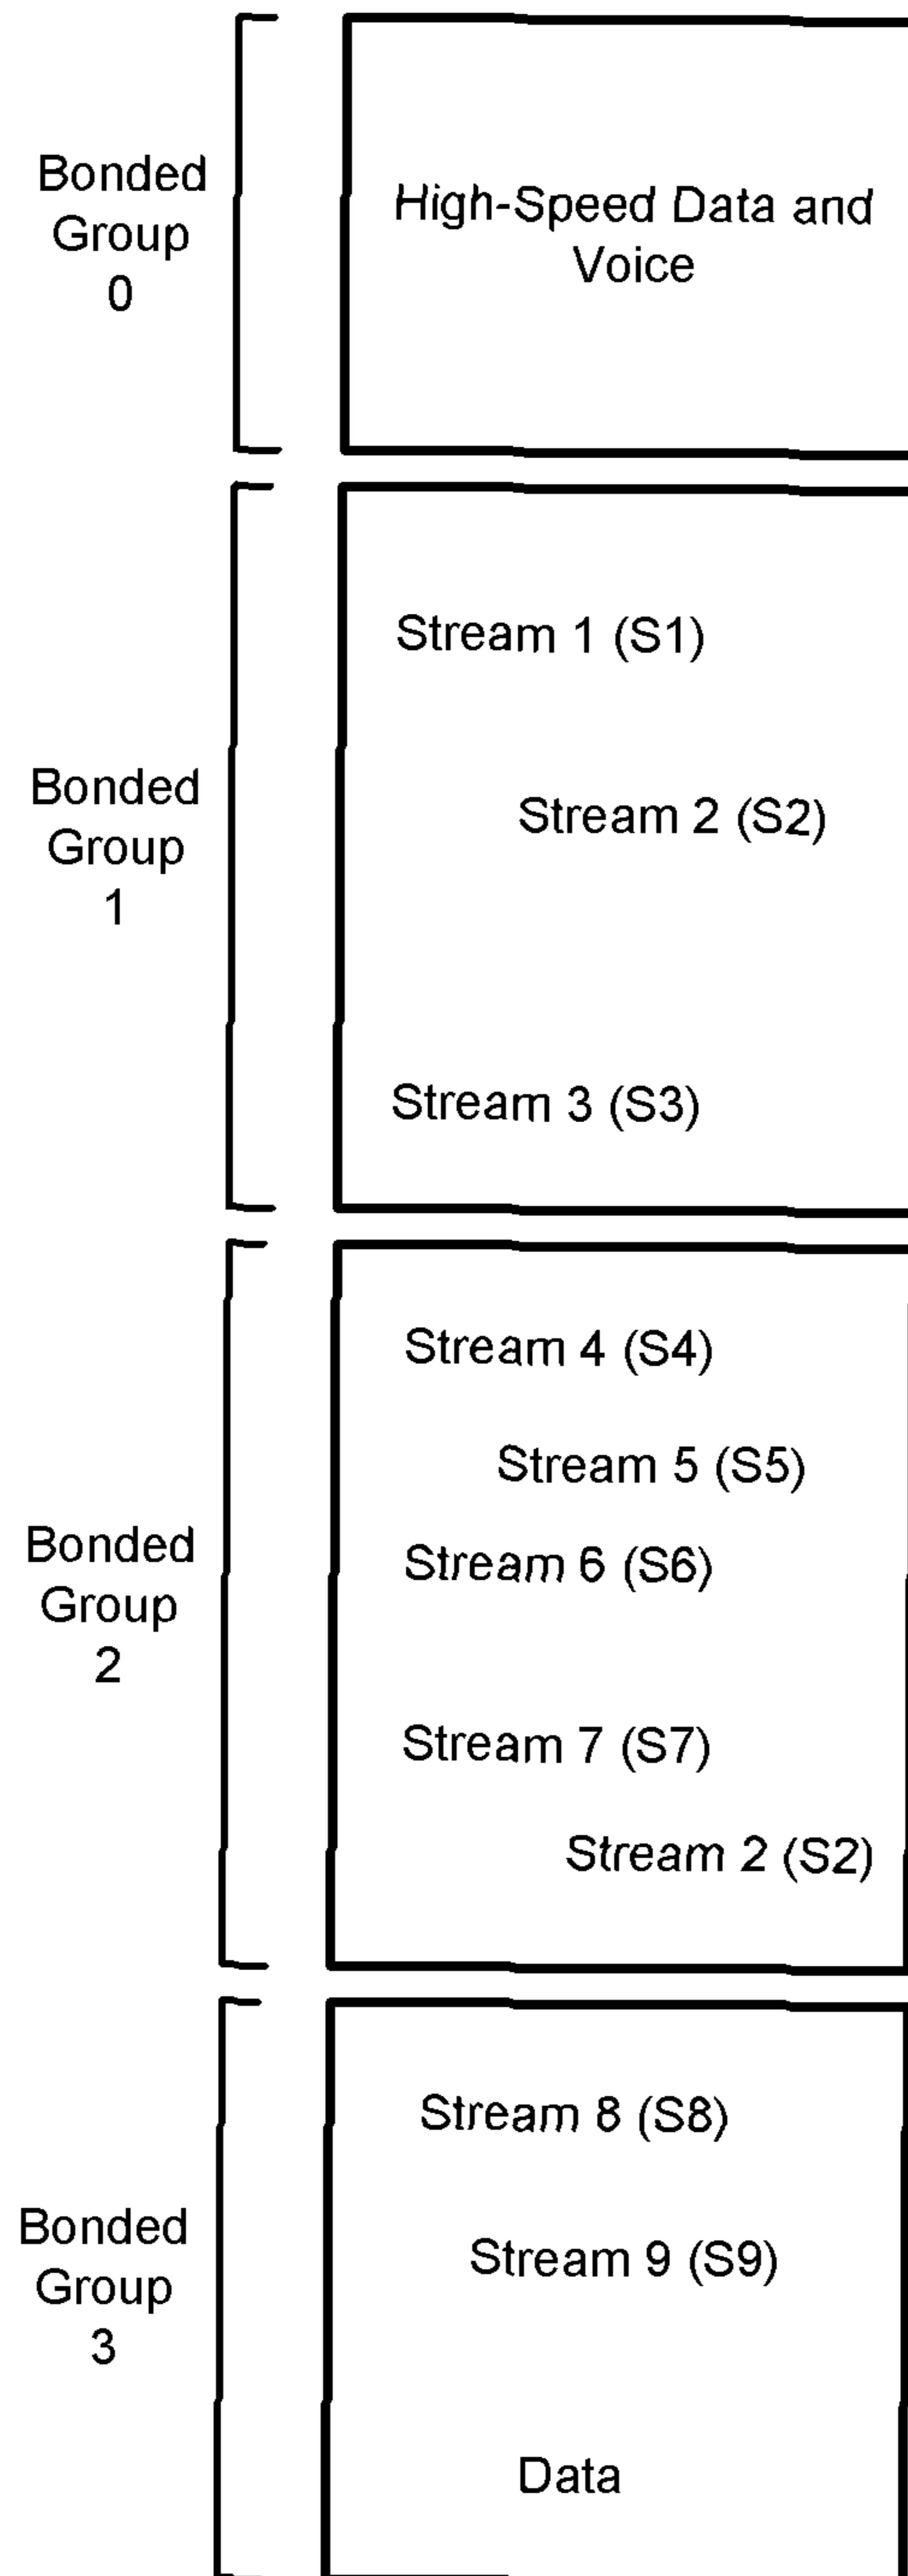 Bonded
Group
0
High-Speed Data and
Voice
Bonded
Group
1
Stream 1 (S1)
Stream 2 (S2)
Stream 3 (S3)
Bonded
Group
2
Stream 4 (S4)
Stream 5 (S5)
Stream 6 (S6)
Stream 7 (S7)
Stream 2 (S2)
Bonded
Group
3
Stream 8 (S8)
Stream 9 (S9)
Data